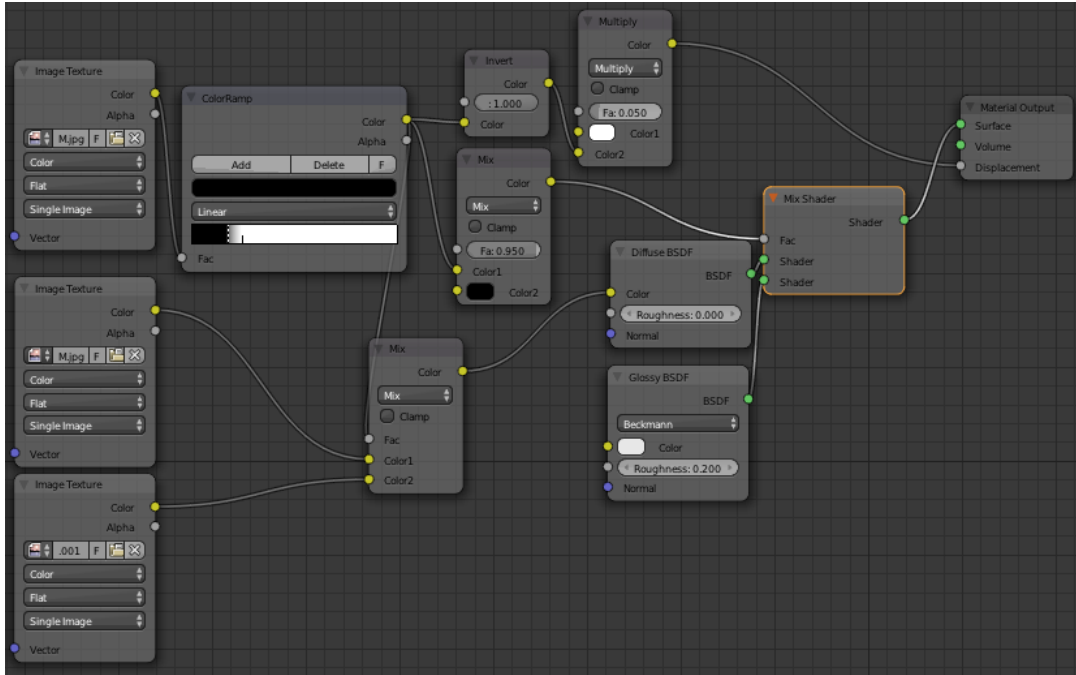 Image Texture
Color
Alpha
M.jpg F
Color
Flat
Single Image
Vector
ColorRamp
Color
Alpha
Add Delete F
Linear
Fac
Invert
Color
: 1.000
Color
Multiply
Color
Multiply
Clamp
Fa: 0.050
Color1
Color2
Mix
Color
Mix
Clamp
Fa: 0.950
Color1
Color2
Material Output
Surface
Volume
Displacement
Mix Shader
Shader
Fac
Shader
Shader
Diffuse BSDF
BSDF
Color
Roughness: 0.000
Normal
Image Texture
Color
Alpha
M.jpg F
Color
Flat
Single Image
Vector
Mix
Color
Mix
Clamp
Fac
Color1
Color2
Glossy BSDF
BSDF
Beckmann
Color
Roughness: 0.200
Normal
Image Texture
Color
Alpha
.001 F
Color
Flat
Single Image
Vector